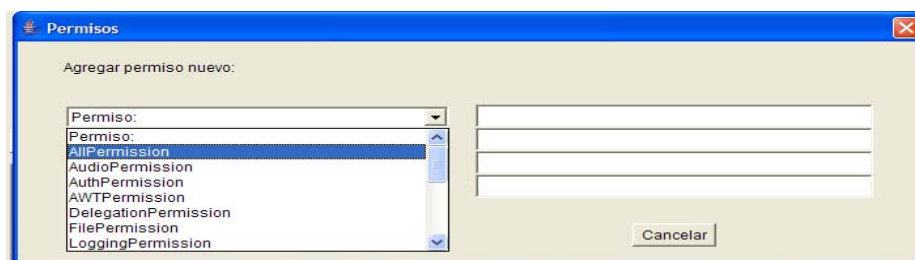 Permisos
Agregar permiso nuevo:
Permiso:
Permiso:
AllPermission
AudioPermission
AuthPermission
AWTPermission
DelegationPermission
FilePermission
LoggingPermission
Cancelar